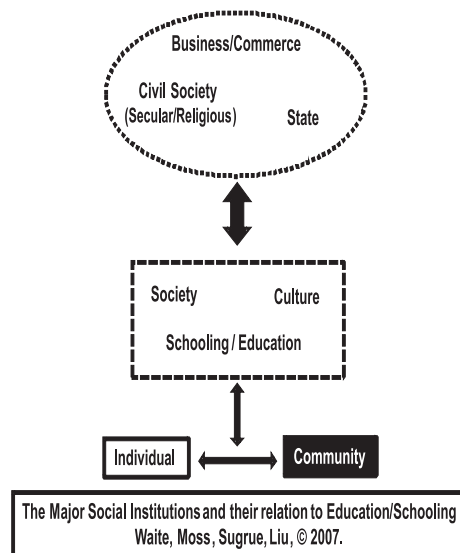 Business/Commerce
Civil Society
(Secular/Religious)
State
Society
Culture
Schooling / Education
Individual
Community
The Major Social Institutions and their relation to Education/Schooling
Waite, Moss, Sugrue, Liu, © 2007.